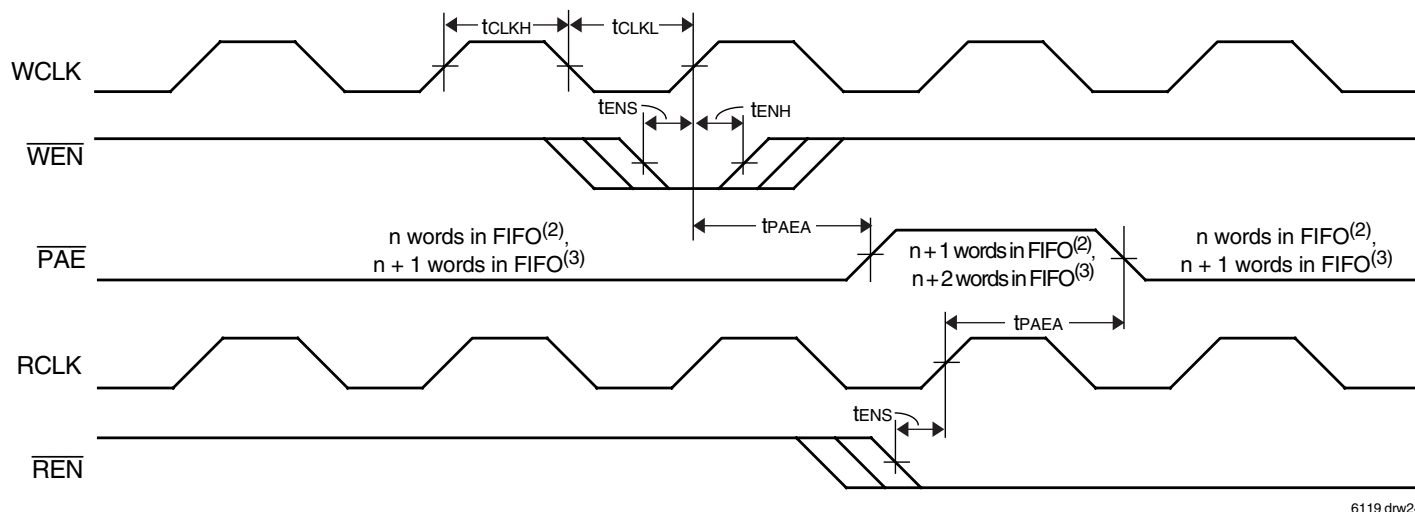 tCLKH
tCLKL
WCLK
tENS
tENH
WEN
tPAEA
PAE
n words in FIFO(2),
n + 1 words in FIFO(3)
n + 1 words in FIFO(2),
n + 2 words in FIFO(3)
n words in FIFO(2),
n + 1 words in FIFO(3)
tPAEA
RCLK
tENS
REN